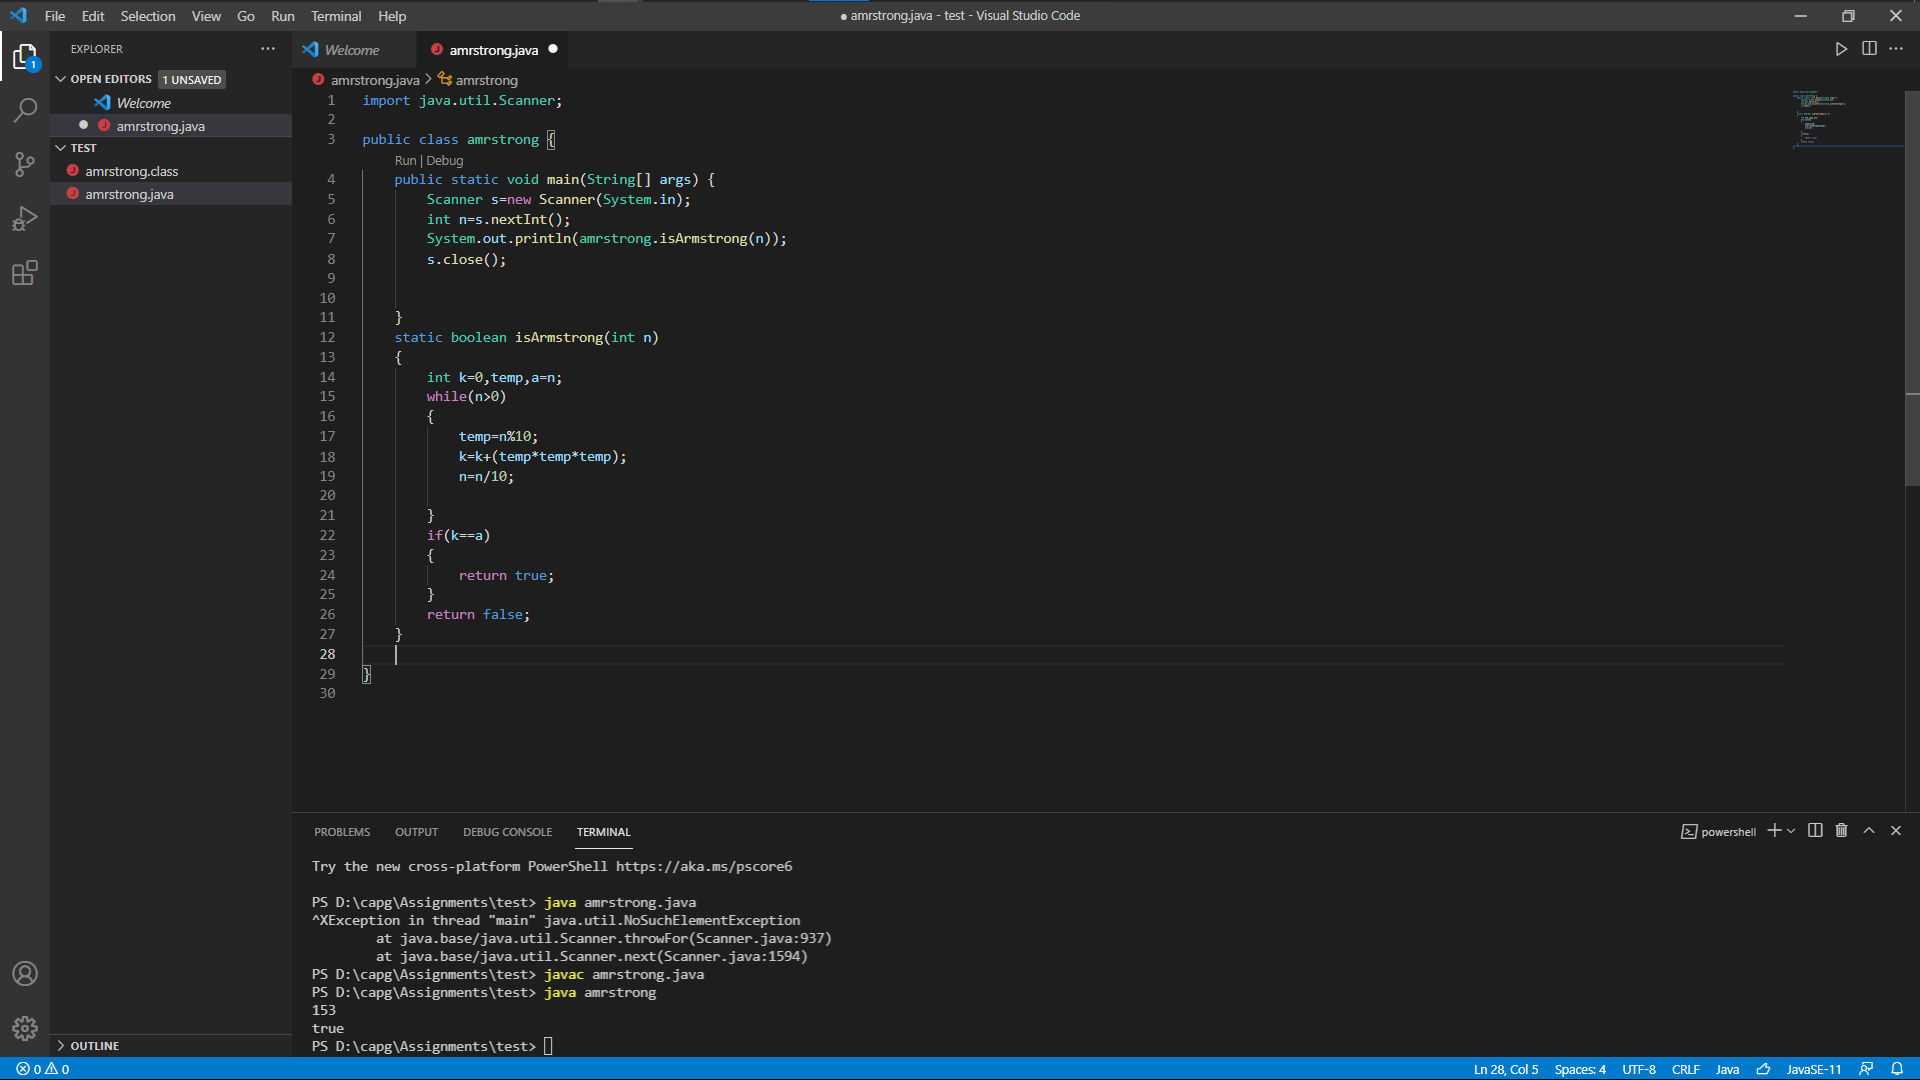 File Edit Selection View Go Run Terminal Help
● amrstrong.java - test - Visual Studio Code
EXPLORER
OPEN EDITORS 1 UNSAVED
Welcome
amrstrong.java
TEST
amrstrong.class
amrstrong.java
OUTLINE
1
Welcome
amrstrong.java
amrstrong.java > amrstrong
1 import java.util.Scanner;
2
3 public class amrstrong {
Run | Debug
4 public static void main(String[] args) {
5 Scanner s=new Scanner(System.in);
6 int n=s.nextInt();
7 System.out.println(amrstrong.isArmstrong(n));
8 s.close();
9
10
11 }
12 static boolean isArmstrong(int n)
13 {
14 int k=0,temp,a=n;
15 while(n>0)
16 {
17 temp=n%10;
18 k=k+(temp*temp*temp);
19 n=n/10;
20
21 }
22 if(k==a)
23 {
24 return true;
25 }
26 return false;
27 }
28
29 }
30
PROBLEMS OUTPUT DEBUG CONSOLE TERMINAL
powershell
Try the new cross-platform PowerShell https://aka.ms/pscore6
PS D:\capg\Assignments\test> java amrstrong.java
^XException in thread "main" java.util.NoSuchElementException
at java.base/java.util.Scanner.throwFor(Scanner.java:937)
at java.base/java.util.Scanner.next(Scanner.java:1594)
PS D:\capg\Assignments\test> javac amrstrong.java
PS D:\capg\Assignments\test> java amrstrong
153
true
PS D:\capg\Assignments\test>
0 0
Ln 28, Col 5 Spaces: 4 UTF-8 CRLF Java JavaSE-11